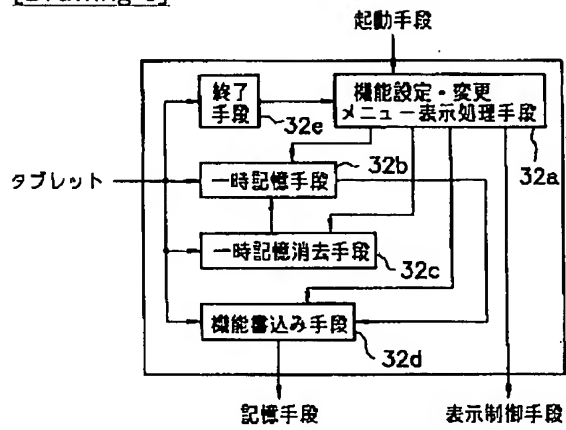 起動手段
終了
手段
32e
機能設定・変更
メニュー表示処理手段
32a
32b
タブレット
一時記憶手段
一時記憶消去手段
32c
機能書込み手段
32d
記憶手段
表示制御手段